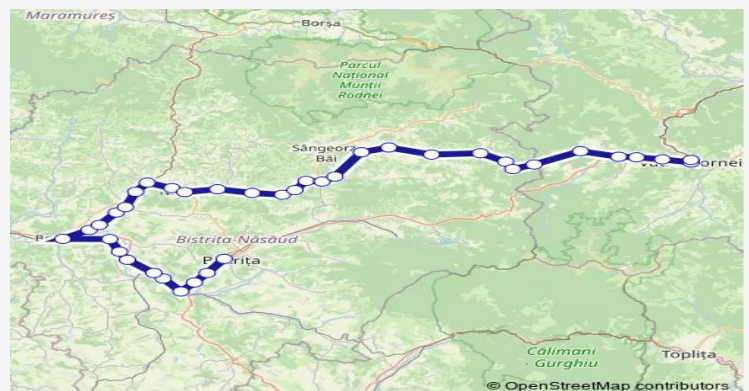 Maramureș
Borșa
Parcul
Național
Munții
Rodnei
Sângeorz
Băi
Bistrița-Năsăud
Călimani
- Gurghiu
Toplița
© OpenStreetMap contributors